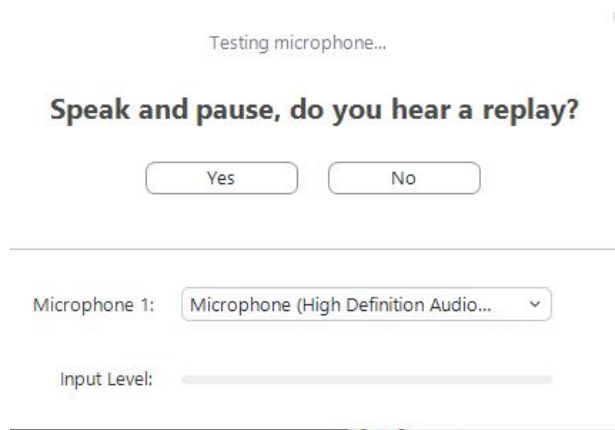 Testing microphone...
Speak and pause, do you hear a replay?
Yes No
Microphone 1: Microphone (High Definition Audio...
Input Level: